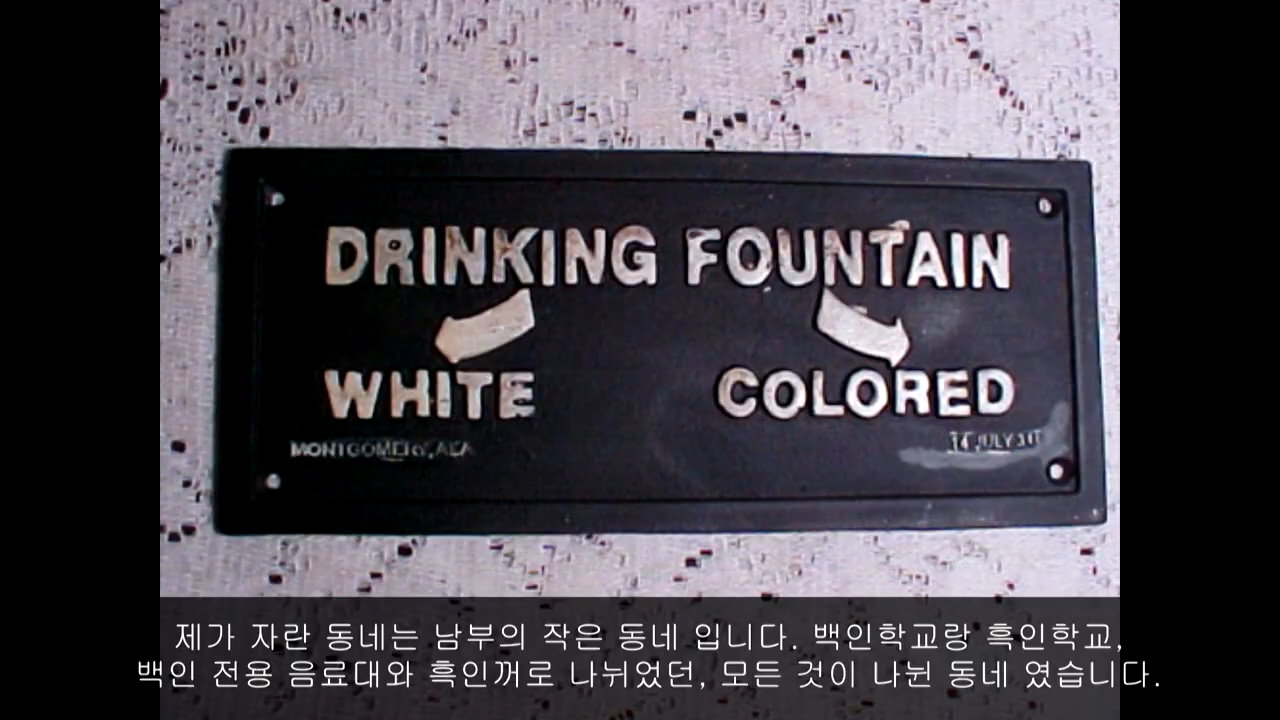 DRINKING FOUNTAIN
WHITE COLORED
MONTGOMERY, ALA 14 JULY
제가 자란 동네는 남부의 작은 동네 입니다. 백인학교랑 흑인학교,
백인 전용 음료대와 흑인꺼로 나뉘었던, 모든 것이 나뉜 동네 였습니다.